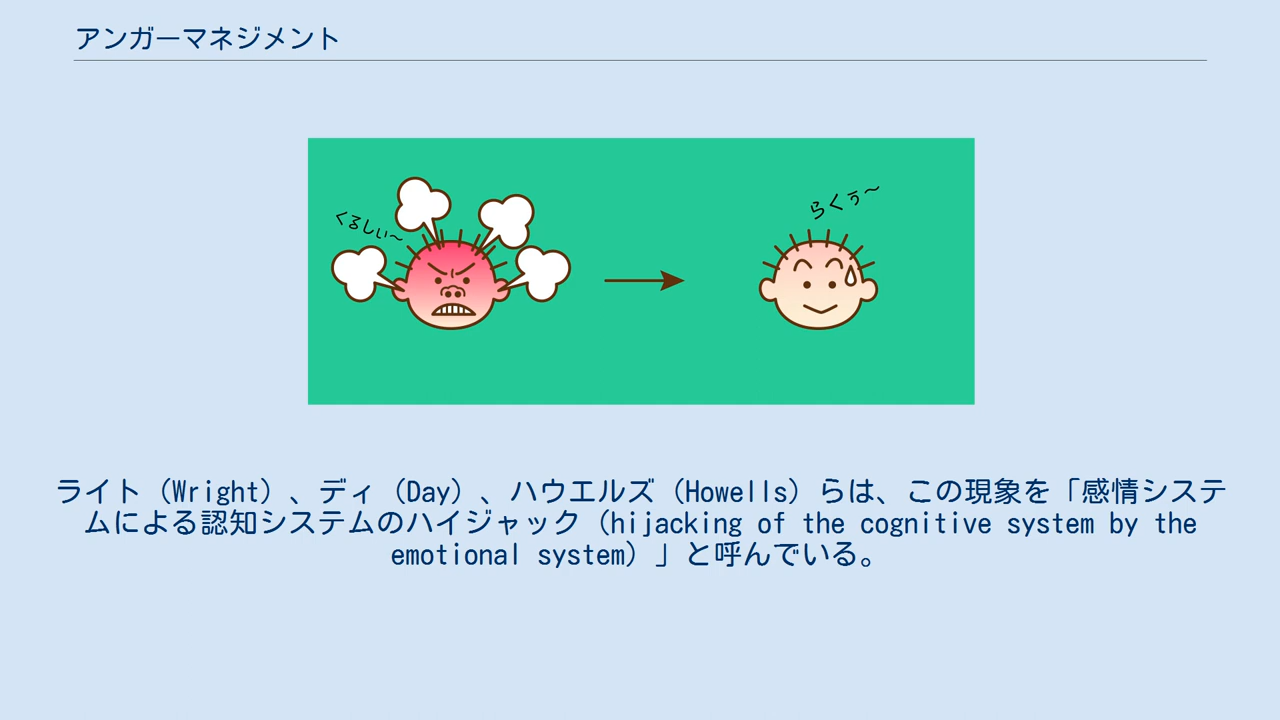 アンガーマネジメント
くるしぃ〜
らくぅ〜
ライト（Wright）、ディ（Day）、ハウエルズ（Howells）らは、この現象を「感情システ
ムによる認知システムのハイジャック（hijacking of the cognitive system by the
emotional system）」と呼んでいる。